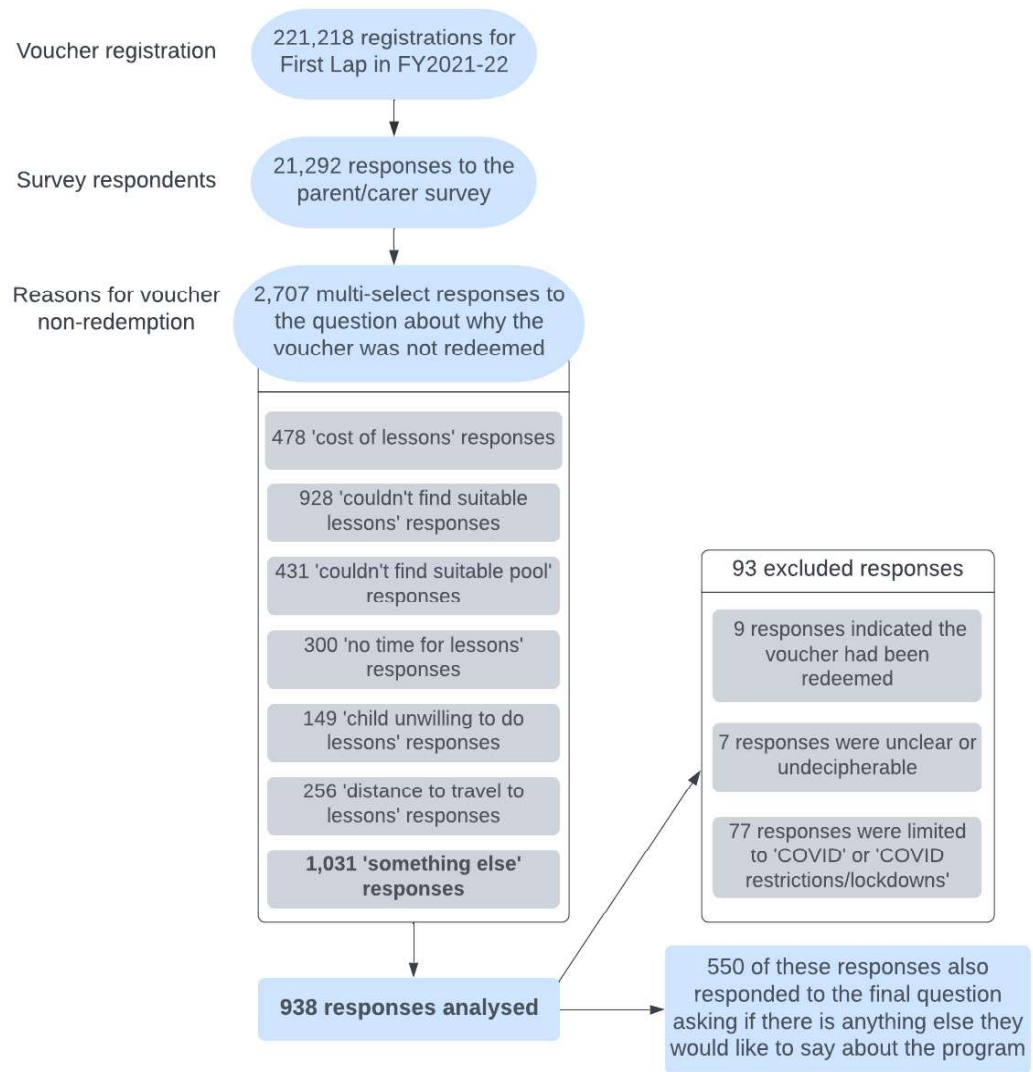 Voucher registration
221,218 registrations for
First Lap in FY2021-22
Survey respondents
21,292 responses to the
parent/carer survey
Reasons for voucher
non-redemption
2,707 multi-select responses to
the question about why the
voucher was not redeemed
478 'cost of lessons' responses
928 'couldn't find suitable
lessons' responses
431 'couldn't find suitable pool'
responses
300 'no time for lessons'
responses
149 'child unwilling to do
lessons' responses
256 'distance to travel to
lessons' responses
1,031 'something else'
responses
93 excluded responses
9 responses indicated the
voucher had been
redeemed
7 responses were unclear or
undecipherable
77 responses were limited
to 'COVID' or 'COVID
restrictions/lockdowns'
938 responses analysed
550 of these responses also
responded to the final question
asking if there is anything else they
would like to say about the program